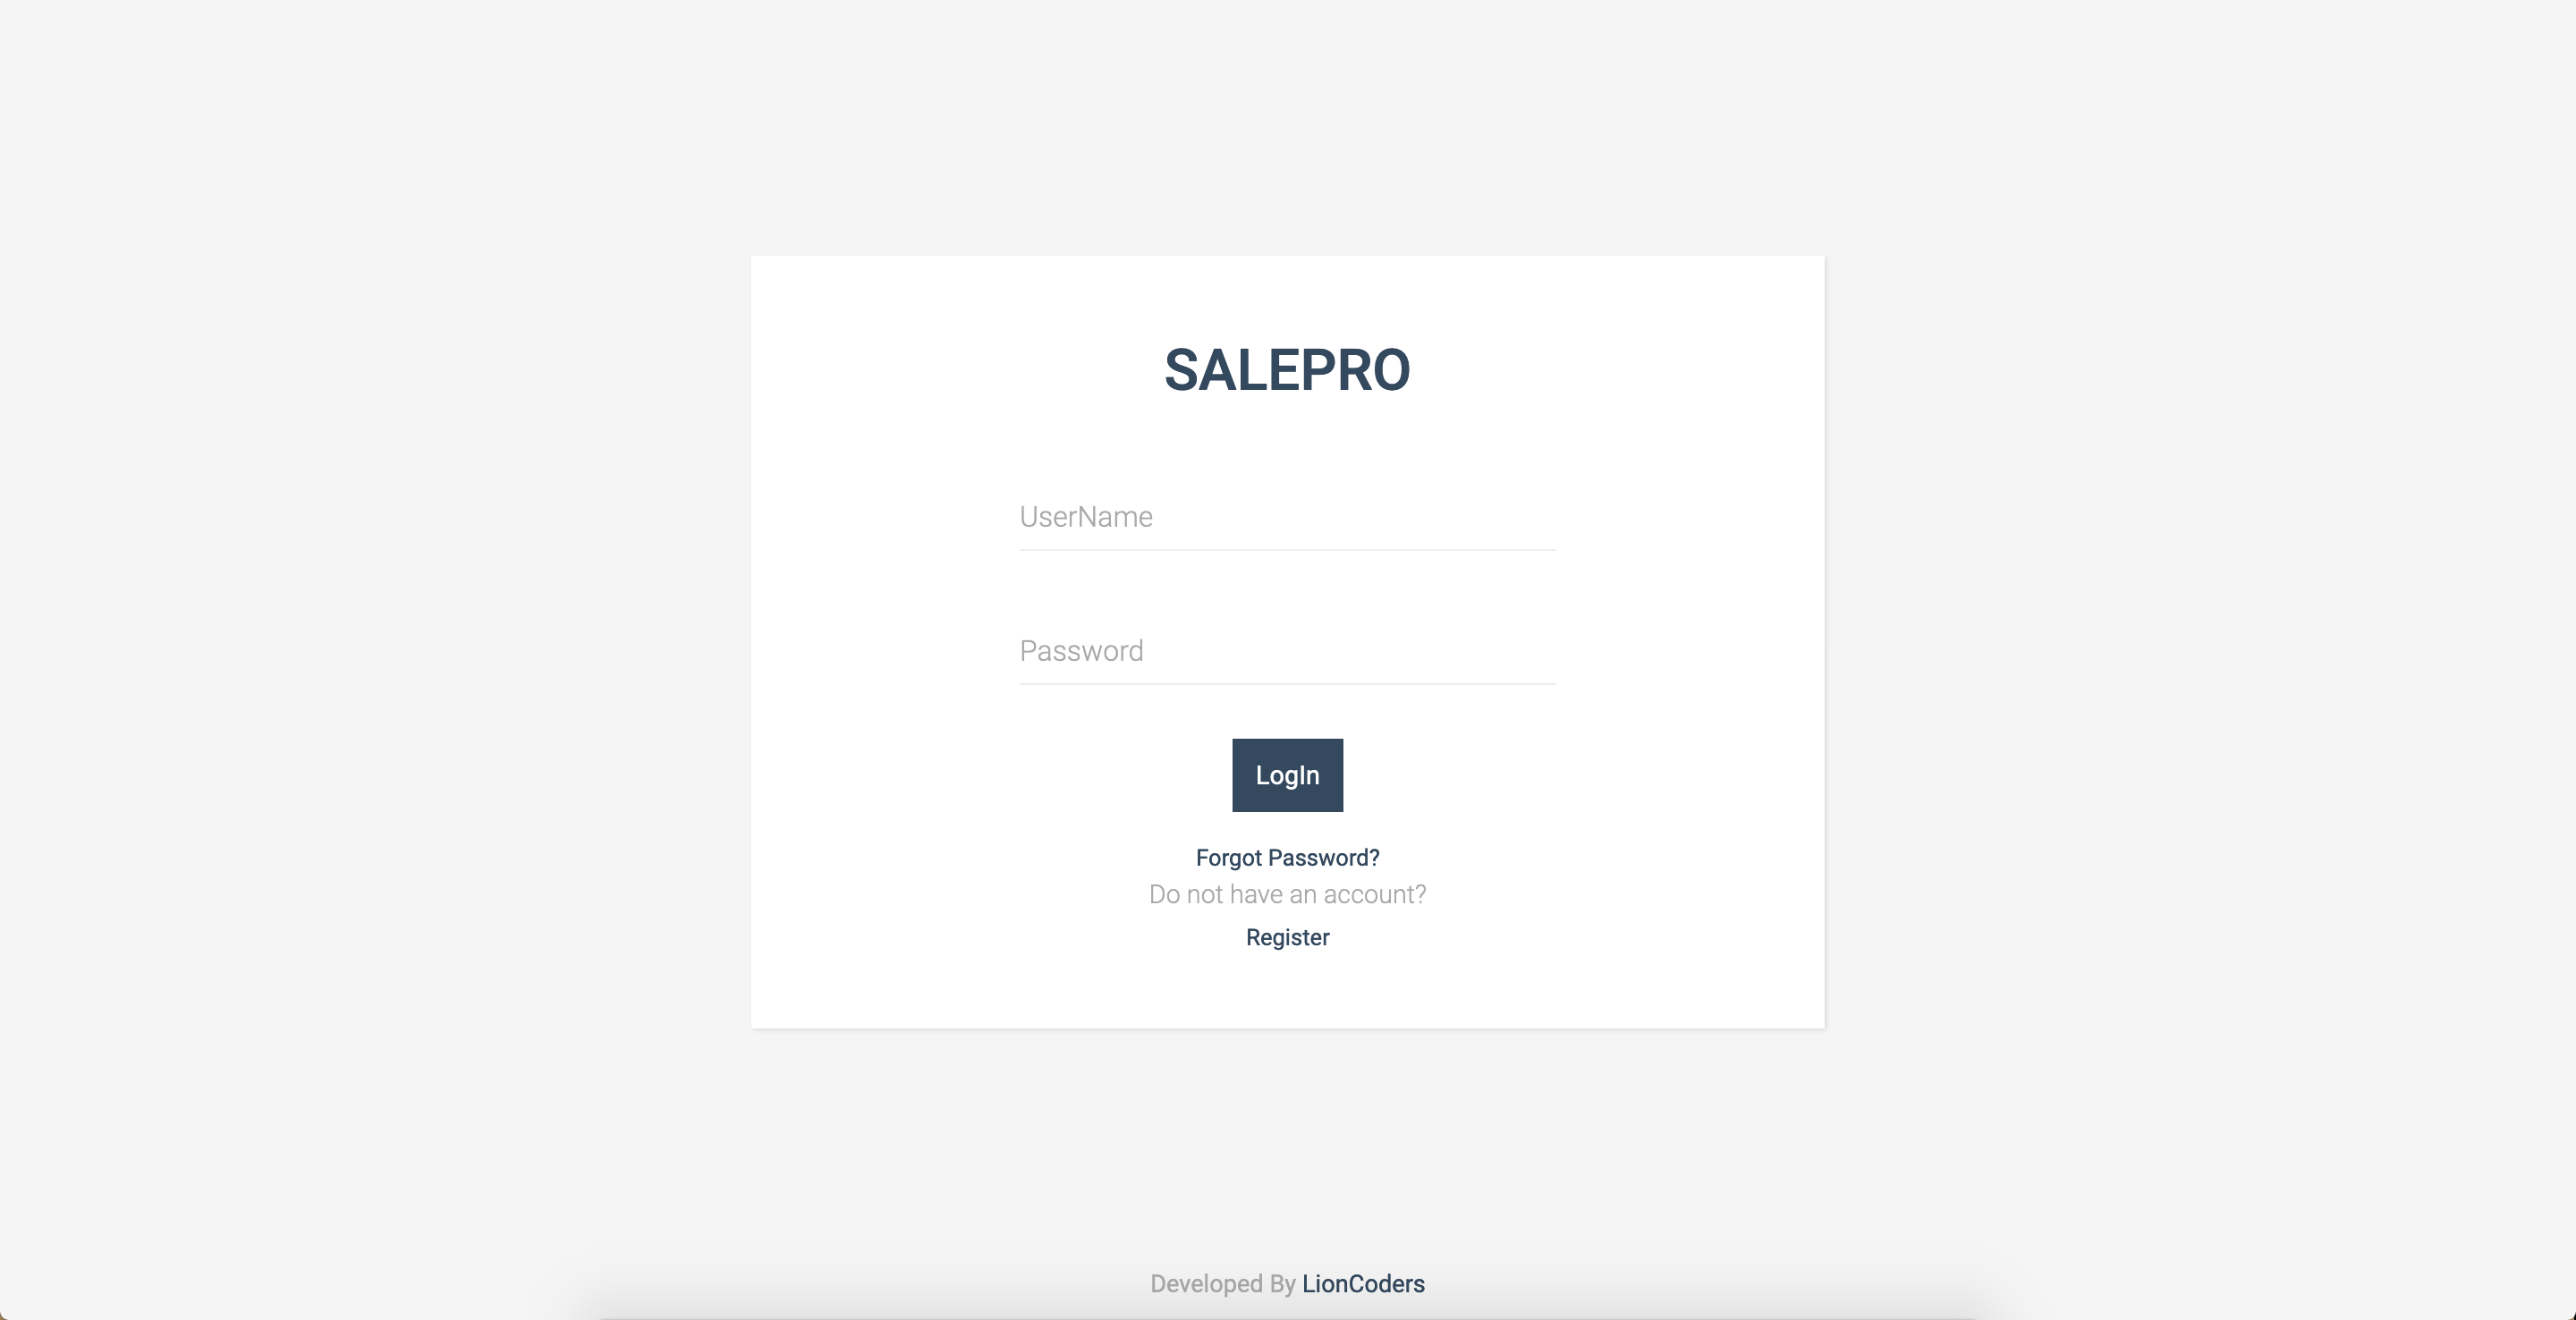 SALEPRO
UserName
Password
LogIn
Forgot Password?
Do not have an account?
Register
Developed By LionCoders